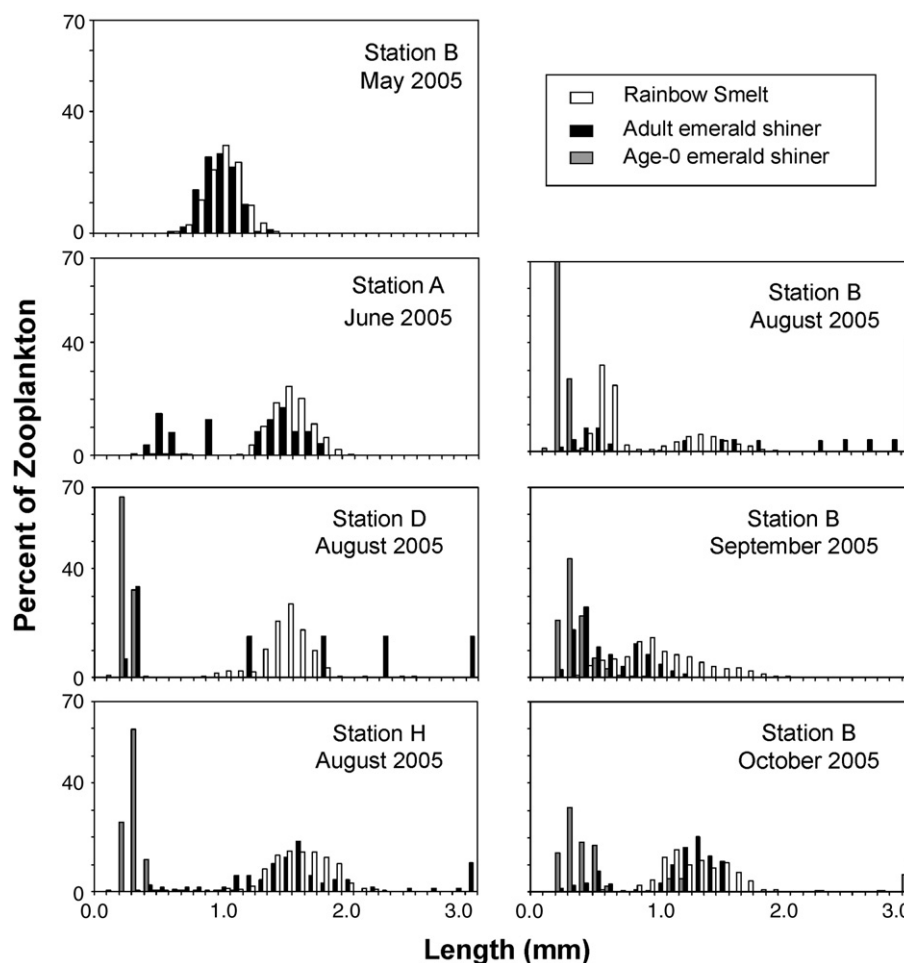 70
40
0
Station B
May 2005
Rainbow Smelt
Adult emerald shiner
Age-0 emerald shiner
Percent of Zooplankton
70
40
0
Station A
June 2005
Station B
August 2005
70
40
0
Station D
August 2005
Station B
September 2005
70
40
0
Station H
August 2005
Station B
October 2005
0.0 1.0 2.0 3.0
0.0 1.0 2.0 3.0
Length (mm)